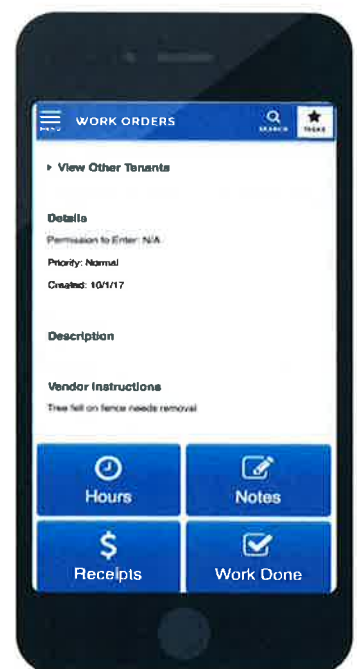 MENU WORK ORDERS SEARCH TASKS
View Other Tenants
Details
Permission to Enter: N/A
Priority: Normal
Created: 10/1/17
Description
Vendor Instructions
Tree fell on fence needs removal
Hours Notes
$
Receipts Work Done